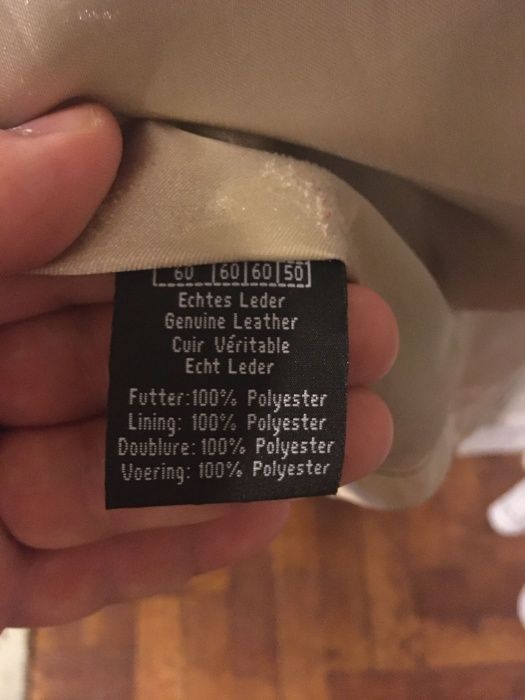 60 60 60 50
Echtes Leder
Genuine Leather
Cuir Véritable
Echt Leder
Futter:100% Polyester
Lining: 100% Polyester
Doublure: 100% Polyester
Voering: 100% Polyester